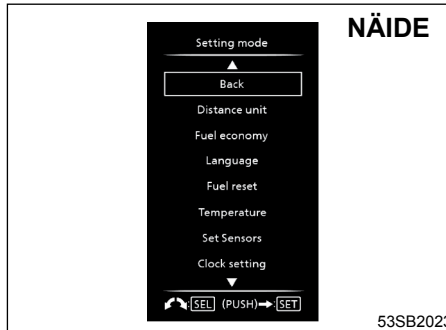 NÄIDE
Setting mode
Back
Distance unit
Fuel economy
Language
Fuel reset
Temperature
Set Sensors
Clock setting
:SEL (PUSH)➔:SET
53SB2023